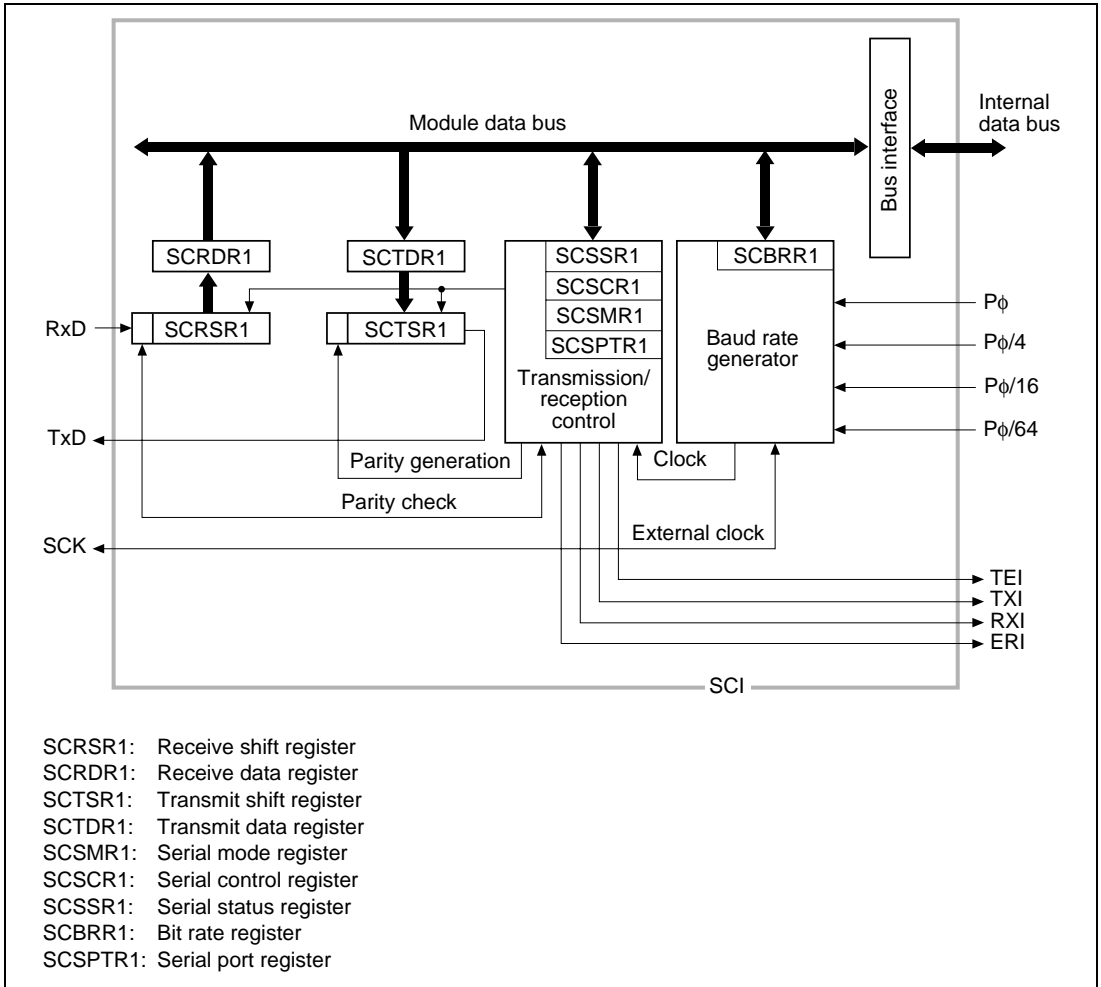 Module data bus
Bus interface
Internal
data bus
SCRDR1
SCTDR1
SCSSR1
SCSCR1
SCSMR1
SCSPTR1
Transmission/
reception
control
SCBRR1
Baud rate
generator
RxD
SCRSR1
SCTSR1
Pϕ
Pϕ/4
Pϕ/16
Pϕ/64
TxD
Parity generation
Clock
Parity check
SCK
External clock
TEI
TXI
RXI
ERI
SCI
SCRSR1: Receive shift register
SCRDR1: Receive data register
SCTSR1: Transmit shift register
SCTDR1: Transmit data register
SCSMR1: Serial mode register
SCSCR1: Serial control register
SCSSR1: Serial status register
SCBRR1: Bit rate register
SCSPTR1: Serial port register